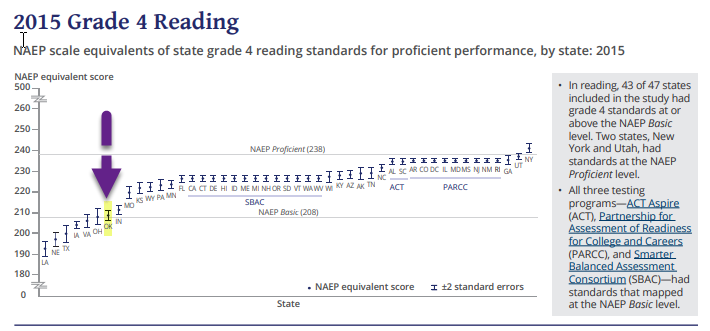 2015 Grade 4 Reading
NAEP scale equivalents of state grade 4 reading standards for proficient performance, by state: 2015
NAEP equivalent score
500
260
250
240
230
220
210
200
190
180
0
NAEP Proficient (238)
NAEP Basic (208)
LA
NE
TX
IA
VA
OH
OK
IN
MO
KS
WY
PA
MN
FL
CA CT DE HI ID ME MI NH OR SD VT WA WV
SBAC
WI
KY
AZ
AK
TN
NC
AL SC
ACT
AR CO DC IL MD MS NJ NM RI
PARCC
GA
UT
NY
• NAEP equivalent score
±2 standard errors
State
• In reading, 43 of 47 states
included in the study had
grade 4 standards at or
above the NAEP Basic
level. Two states, New
York and Utah, had
standards at the NAEP
Proficient level.
• All three testing
programs—ACT Aspire
(ACT), Partnership for
Assessment of Readiness
for College and Careers
(PARCC), and Smarter
Balanced Assessment
Consortium (SBAC)—had
standards that mapped
at the NAEP Basic level.